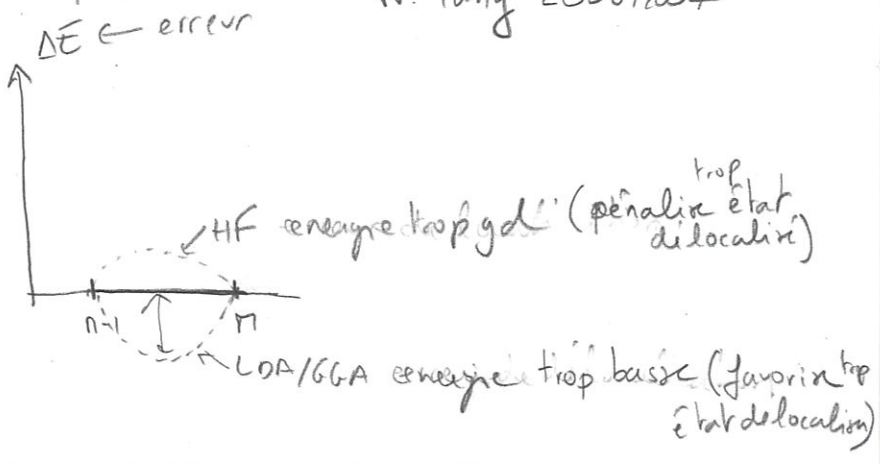 ΔE ← erreur
trop
HF energie trop gd (pénalise état
délocalisé)
n-1 n
LDA/GGA energie trop basse (favorise trop
état délocalisé)